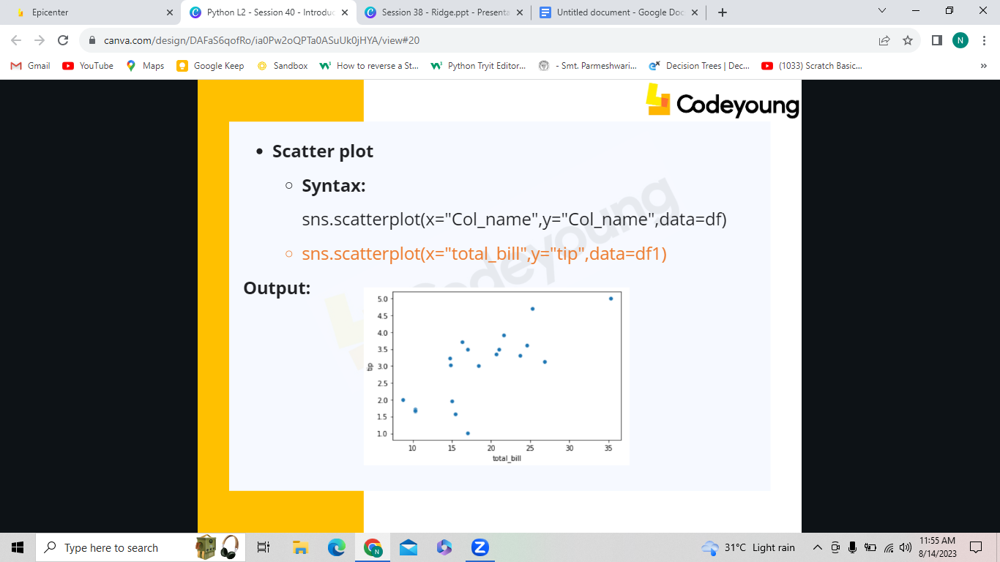 Epicenter
Python L2 - Session 40 - Introduc
Session 38 - Ridge.ppt - Presenta
Untitled document - Google Doc
canva.com/design/DAFaS6qofRo/ia0Pw2oQPTa0ASuUk0jHYA/view#20
N
Gmail YouTube Maps Google Keep Sandbox How to reverse a St... Python Tryit Editor... - Smt. Parmeshwari... Decision Trees | Dec... (1033) Scratch Basic... »
Codeyoung
• Scatter plot
○ Syntax:
sns.scatterplot(x="Col_name",y="Col_name",data=df)
○ sns.scatterplot(x="total_bill",y="tip",data=df1)
Output:
Codeyoung
5.0
4.5
4.0
3.5
3.0
2.5
2.0
1.5
1.0
tip
10 15 20 25 30 35
total_bill
Type here to search
N
Z
31°C Light rain
11:55 AM
8/14/2023